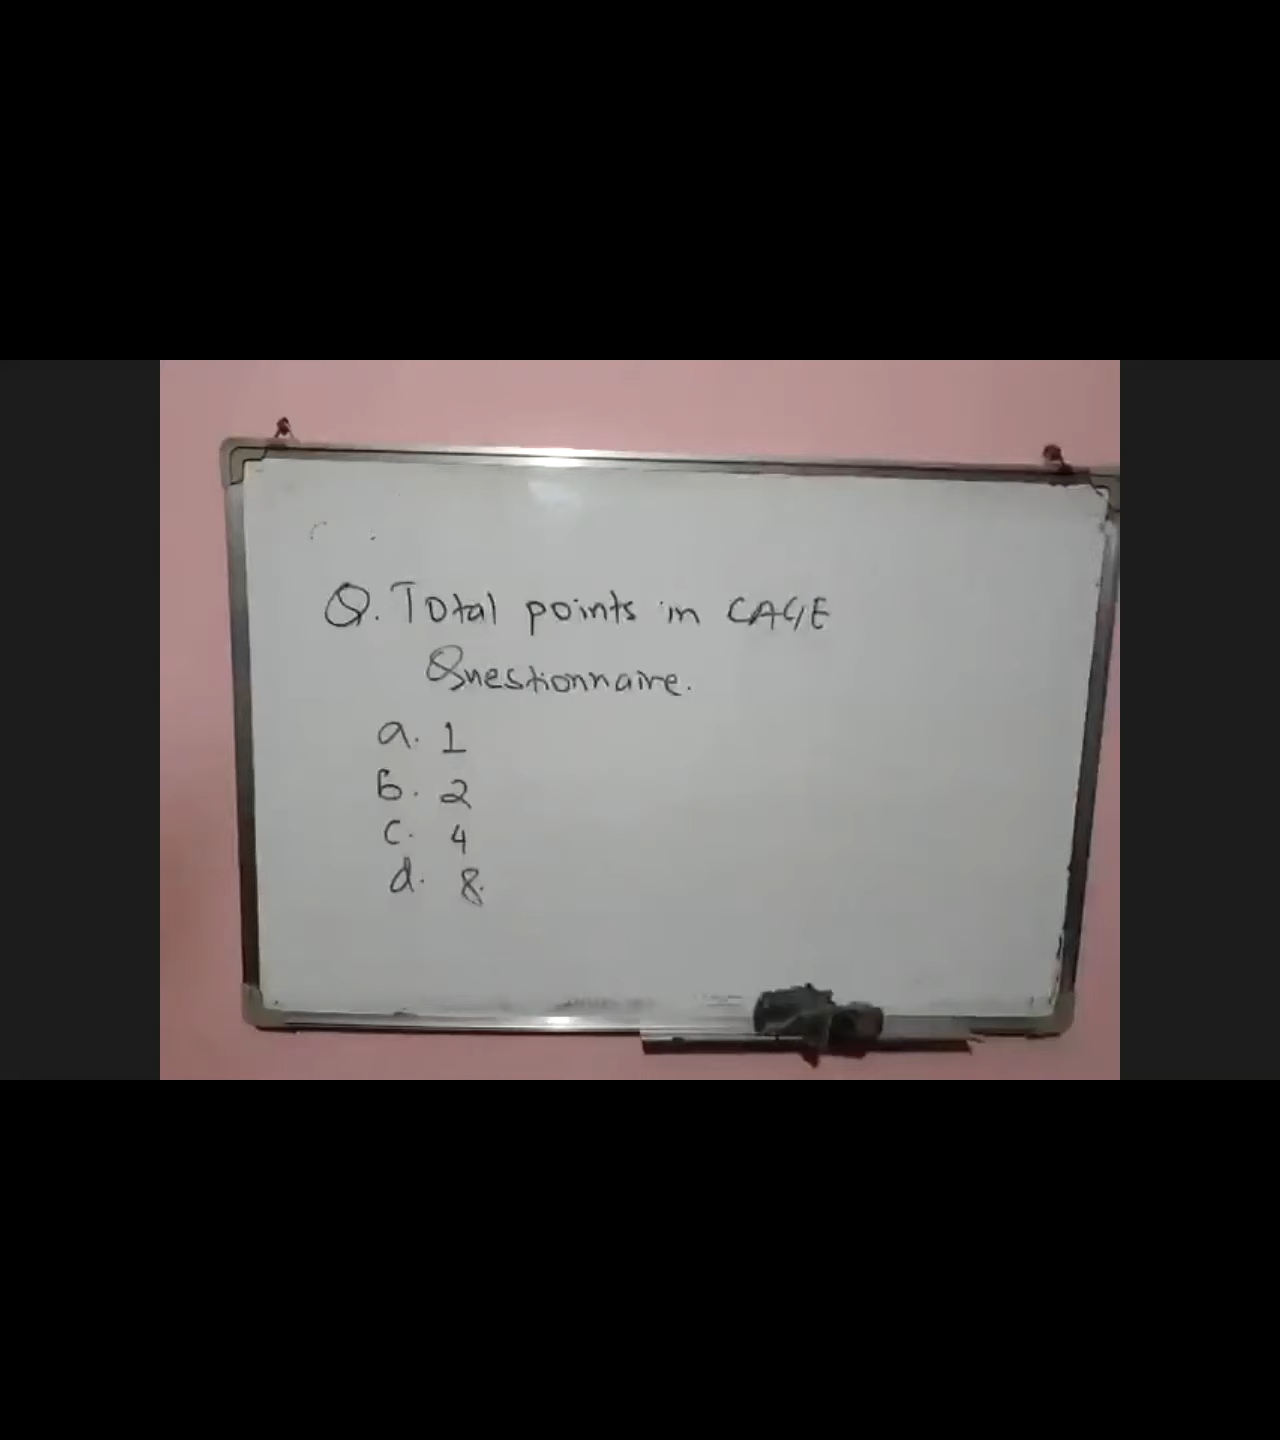 Q. Total points in CAGE
Questionnaire.
a. 1
b. 2
c. 4
d. 8.